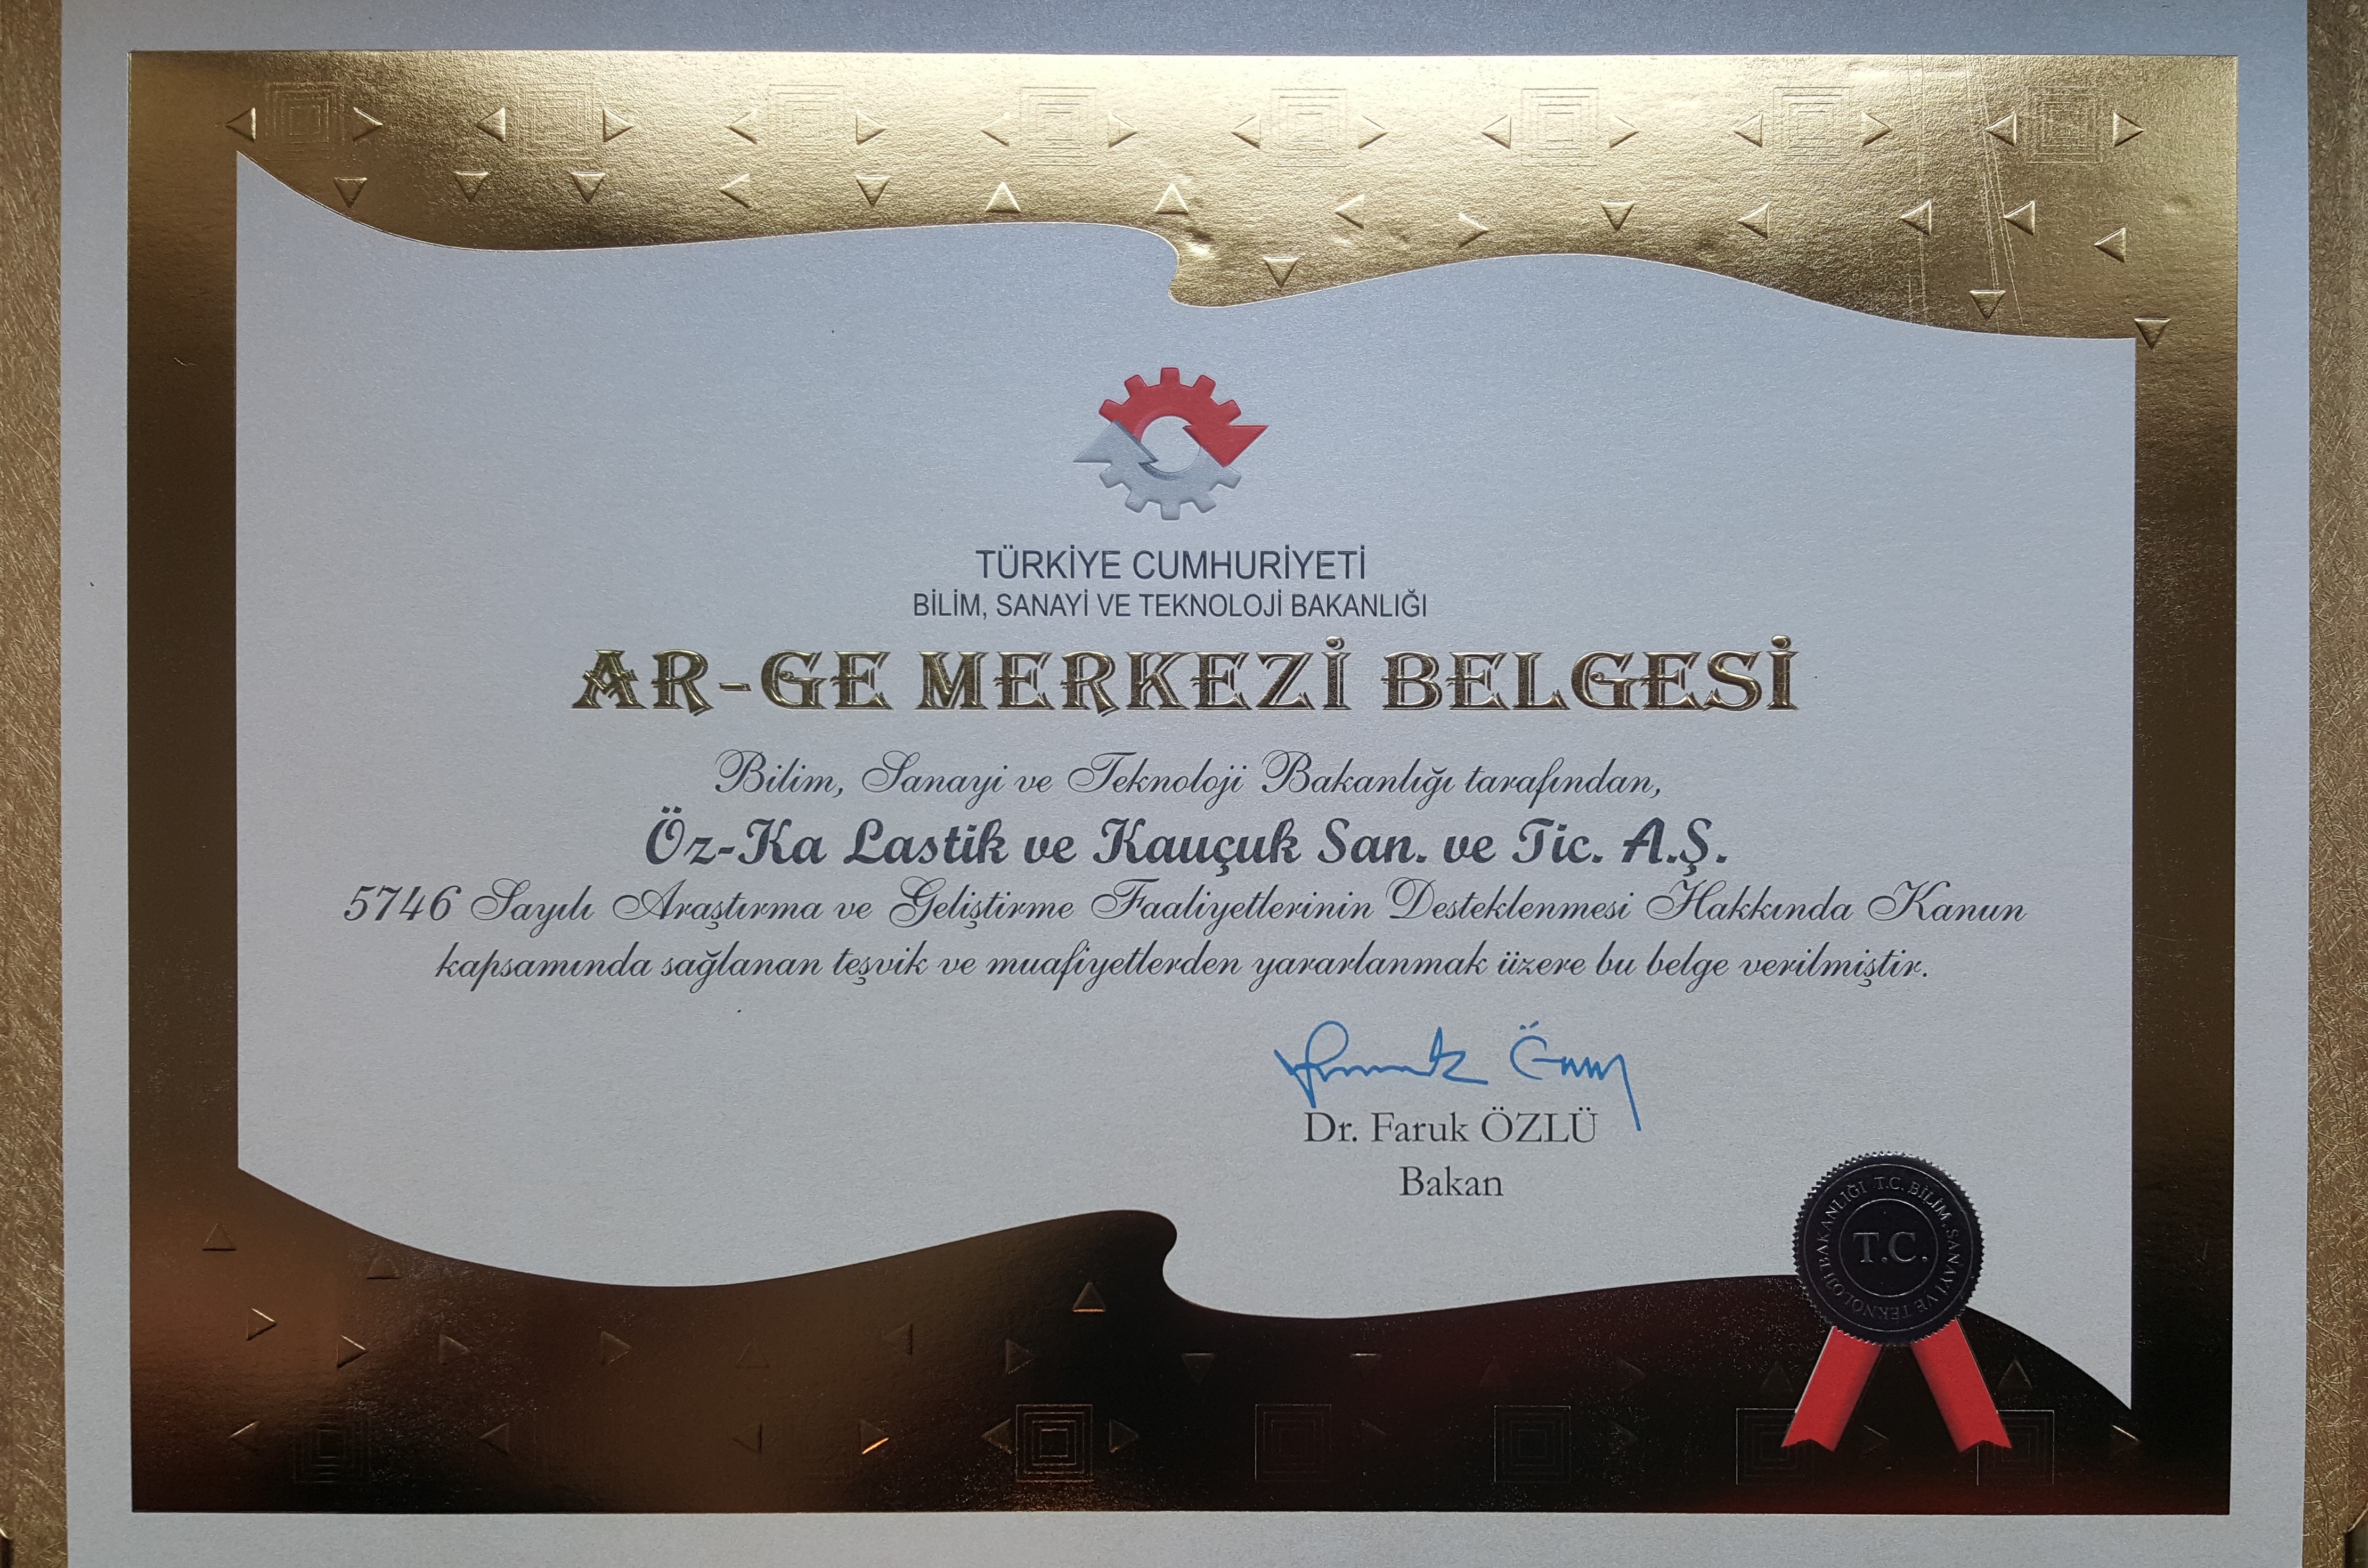 TÜRKİYE CUMHURİYETİ
BİLİM, SANAYİ VE TEKNOLOJİ BAKANLIĞI
AR-GE MERKEZİ BELGESİ
Bilim, Sanayi ve Teknoloji Bakanlığı tarafından,
Öz-Ka Lastik ve Kauçuk San. ve Tic. A.Ş.
5746 Sayılı Araştırma ve Geliştirme Faaliyetlerinin Desteklenmesi Hakkında Kanun
kapsamında sağlanan teşvik ve muafiyetlerden yararlanmak üzere bu belge verilmiştir.
Dr. Faruk ÖZLÜ
Bakan
T.C. BİLİM, SANAYİ VE TEKNOLOJİ BAKANLIĞI
T.C.